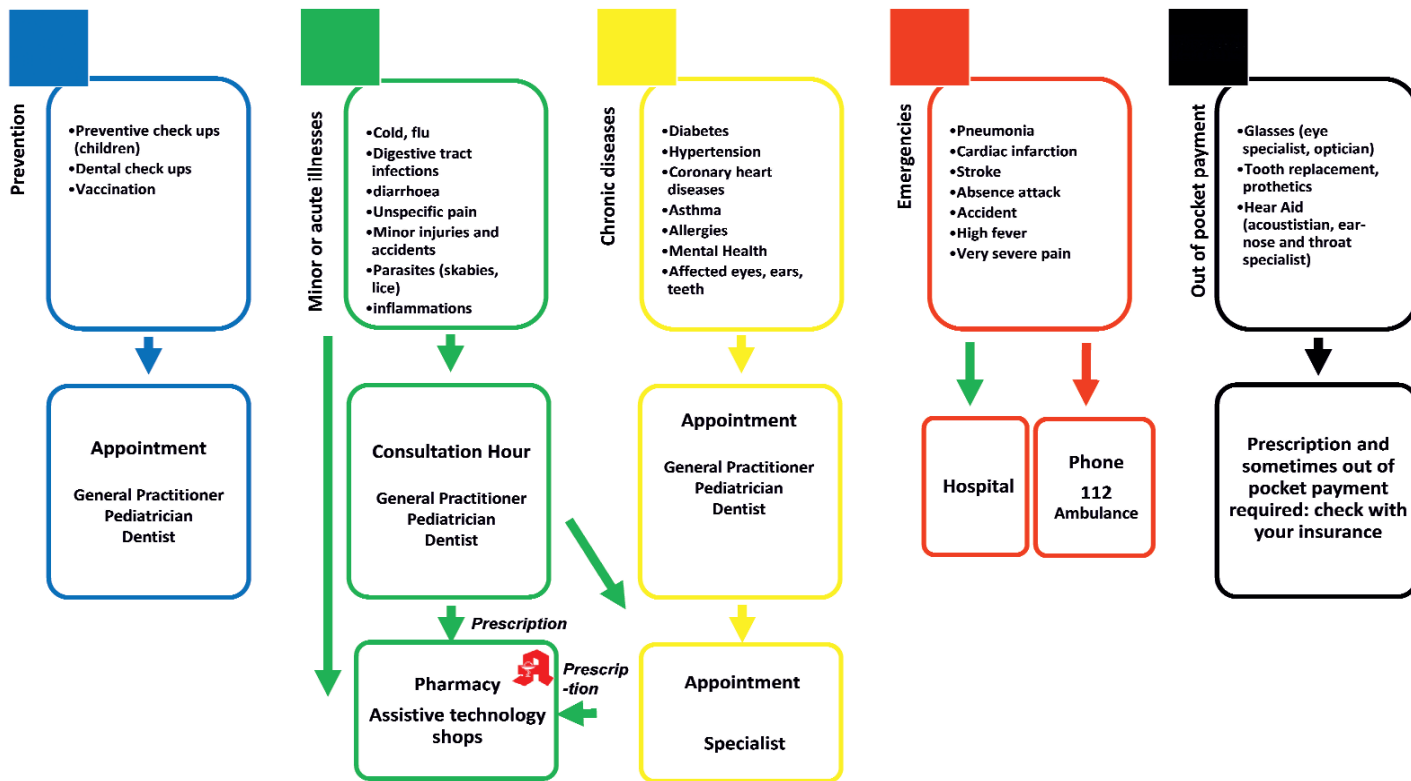 Prevention
•Preventive check ups
(children)
•Dental check ups
•Vaccination
Appointment
General Practitioner
Pediatrician
Dentist
Minor or acute illnesses
•Cold, flu
•Digestive tract
infections
•diarrhoea
•Unspecific pain
•Minor injuries and
accidents
•Parasites (skabies,
lice)
•inflammations
Consultation Hour
General Practitioner
Pediatrician
Dentist
Prescription
Pharmacy
Assistive technology
shops
Prescrip
-tion
Chronic diseases
•Diabetes
•Hypertension
•Coronary heart
diseases
•Asthma
•Allergies
•Mental Health
•Affected eyes, ears,
teeth
Appointment
General Practitioner
Pediatrician
Dentist
Appointment
Specialist
Emergencies
•Pneumonia
•Cardiac infarction
•Stroke
•Absence attack
•Accident
•High fever
•Very severe pain
Hospital
Phone
112
Ambulance
Out of pocket payment
•Glasses (eye
specialist, optician)
•Tooth replacement,
prothetics
•Hear Aid
(acoustistian, ear-
nose and throat
specialist)
Prescription and
sometimes out of
pocket payment
required: check with
your insurance